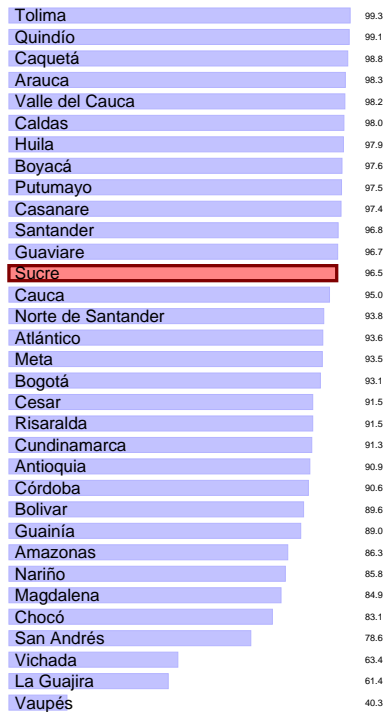 Tolima 99.3
Quindío 99.1
Caquetá 98.8
Arauca 98.3
Valle del Cauca 98.2
Caldas 98.0
Huila 97.9
Boyacá 97.6
Putumayo 97.5
Casanare 97.4
Santander 96.8
Guaviare 96.7
Sucre 96.5
Cauca 95.0
Norte de Santander 93.8
Atlántico 93.6
Meta 93.5
Bogotá 93.1
Cesar 91.5
Risaralda 91.5
Cundinamarca 91.3
Antioquia 90.9
Córdoba 90.6
Bolivar 89.6
Guainía 89.0
Amazonas 86.3
Nariño 85.8
Magdalena 84.9
Chocó 83.1
San Andrés 78.6
Vichada 63.4
La Guajira 61.4
Vaupés 40.3